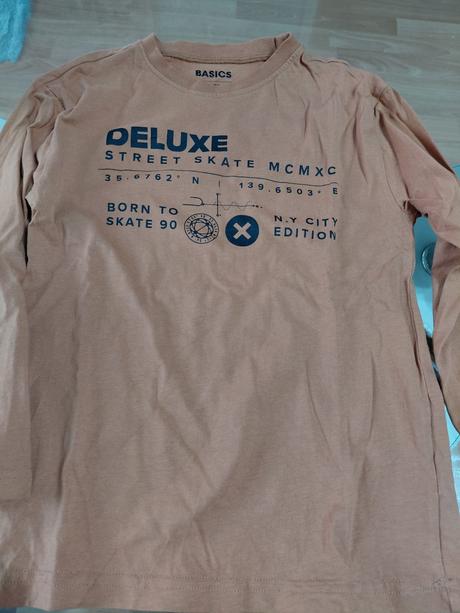 BASICS
DELUXE
STREET SKATE MCMXC
35.6762° N 139.6503° E
BORN TO
SKATE 90
N.Y CITY
EDITION